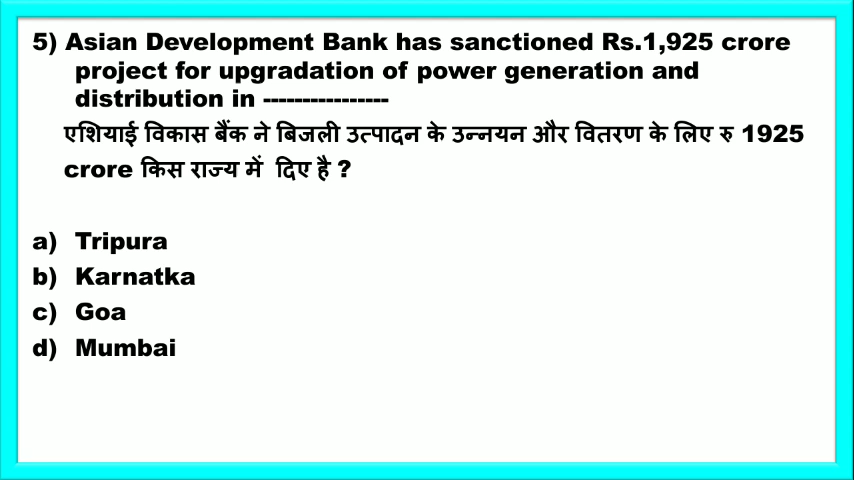 5) Asian Development Bank has sanctioned Rs.1,925 crore
project for upgradation of power generation and
distribution in ----------------
एशियाई विकास बैंक ने बिजली उत्पादन के उन्नयन और वितरण के लिए रु 1925
crore किस राज्य में दिए है ?
a) Tripura
b) Karnatka
c) Goa
d) Mumbai